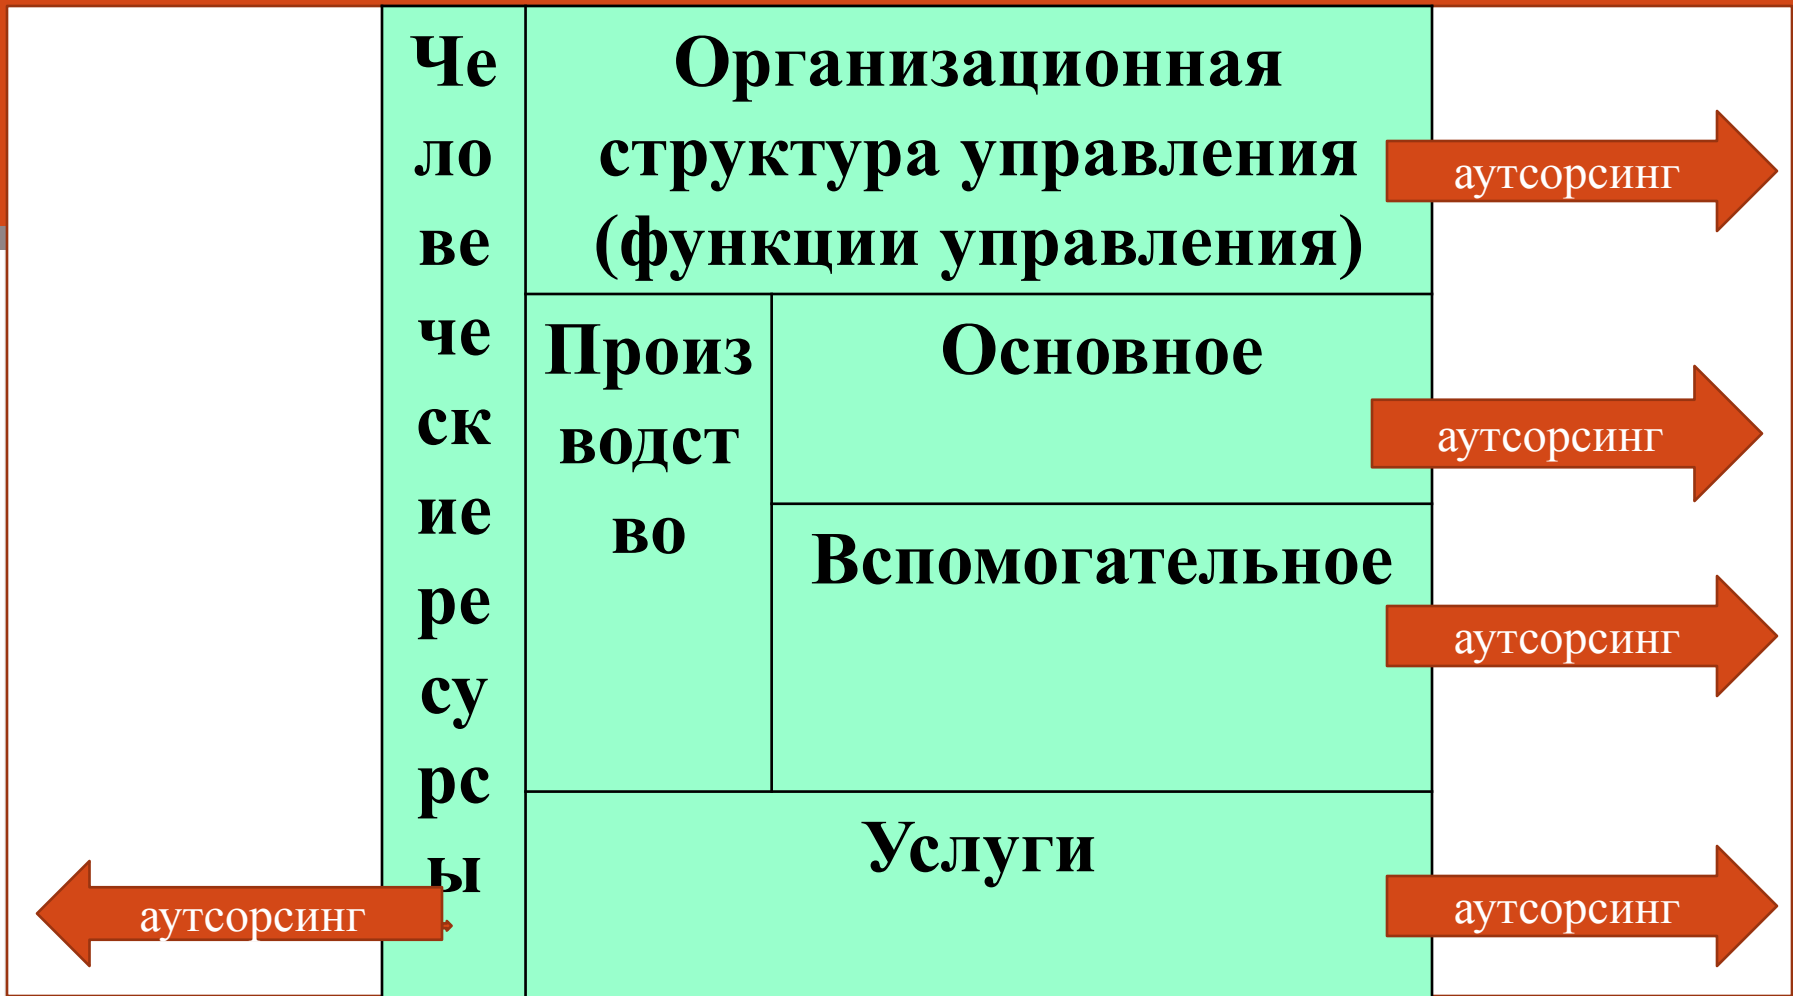 Че
ло
ве
че
ск
ие
ре
су
рс
ы
Организационная
структура управления
(функции управления)
аутсорсинг
Произ
водст
во
Основное
аутсорсинг
Вспомогательное
аутсорсинг
Услуги
аутсорсинг
аутсорсинг